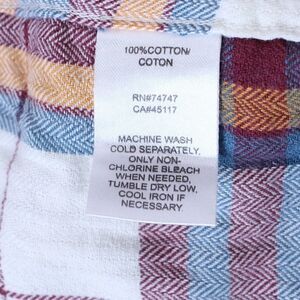 100%COTTON/
COTON
RN#74747
CA#45117
MACHINE WASH
COLD SEPARATELY.
ONLY NON-
CHLORINE BLEACH
WHEN NEEDED,
TUMBLE DRY LOW,
COOL IRON IF
NECESSARY